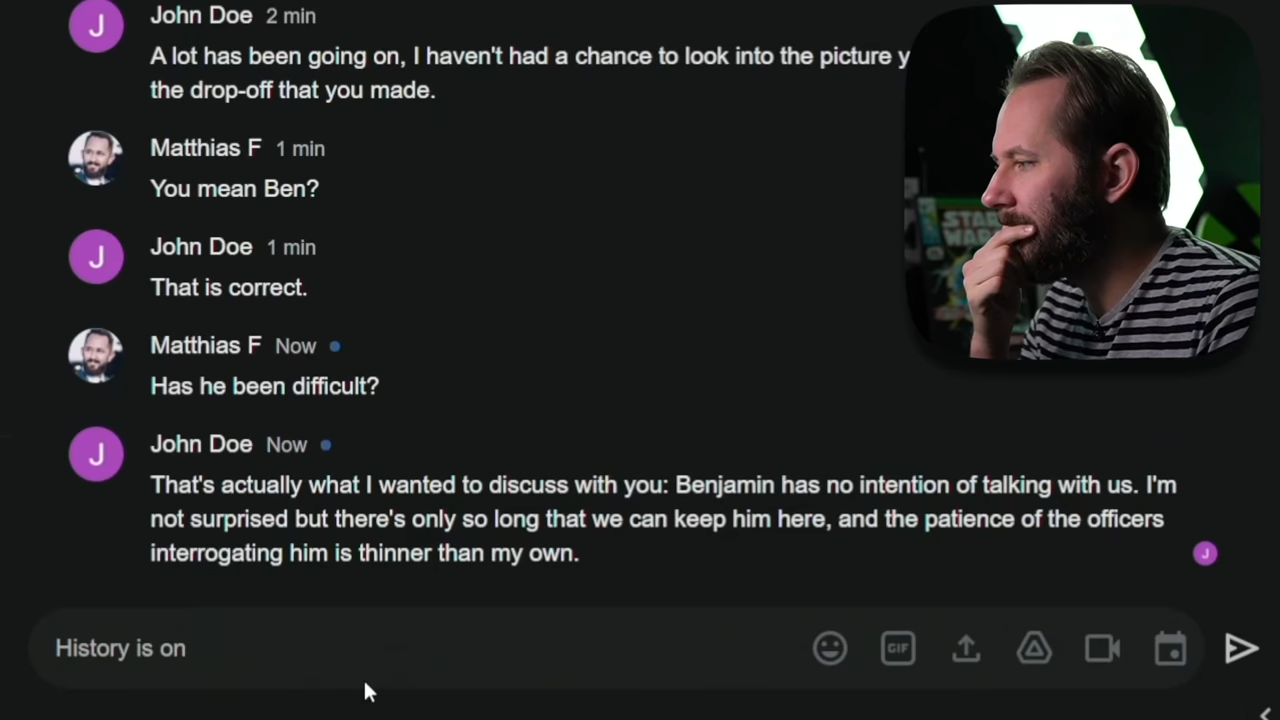 John Doe 2 min
A lot has been going on, I haven't had a chance to look into the picture y
the drop-off that you made.
Matthias F 1 min
You mean Ben?
John Doe 1 min
That is correct.
Matthias F Now
Has he been difficult?
John Doe Now
That's actually what I wanted to discuss with you: Benjamin has no intention of talking with us. I'm
not surprised but there's only so long that we can keep him here, and the patience of the officers
interrogating him is thinner than my own.
History is on
GIF
J
J
J
J
STAR
WARS